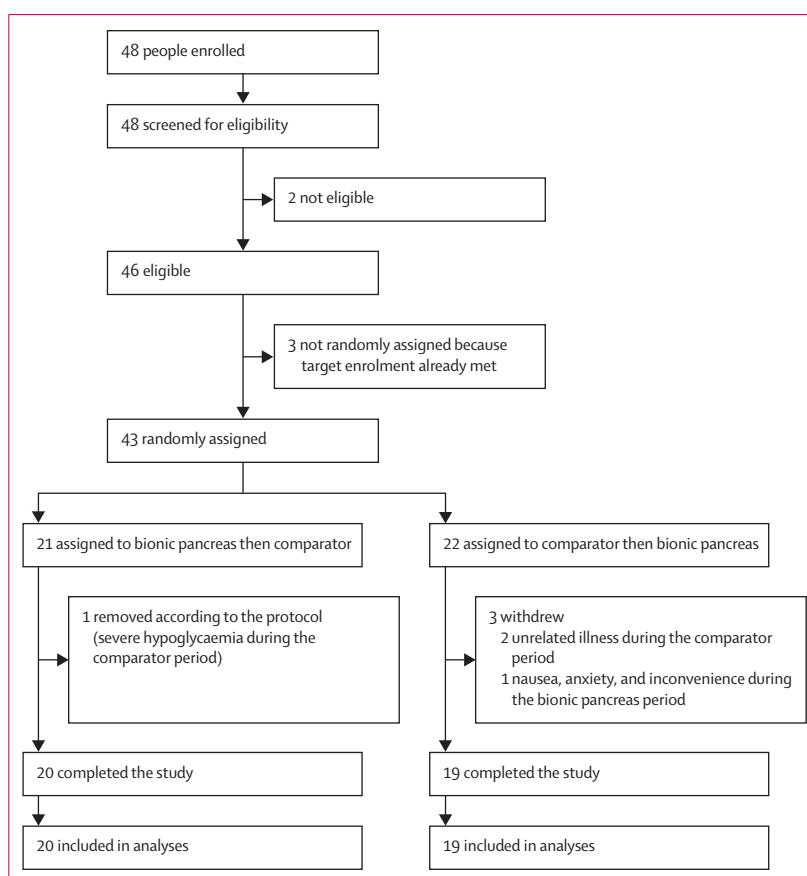 48 people enrolled
48 screened for eligibility
2 not eligible
46 eligible
3 not randomly assigned because
target enrolment already met
43 randomly assigned
21 assigned to bionic pancreas then comparator
22 assigned to comparator then bionic pancreas
1 removed according to the protocol
(severe hypoglycaemia during the
comparator period)
3 withdrew
2 unrelated illness during the comparator
period
1 nausea, anxiety, and inconvenience during
the bionic pancreas period
20 completed the study
19 completed the study
20 included in analyses
19 included in analyses